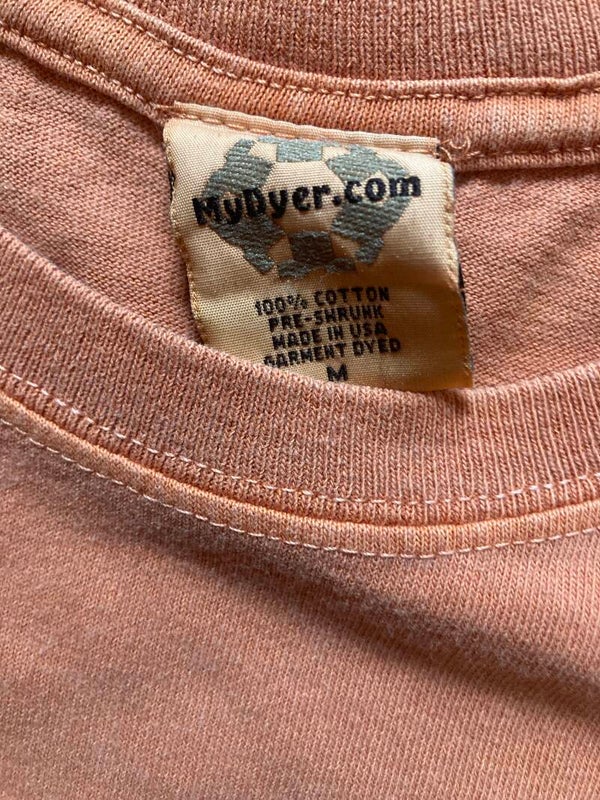 MyDyer.com
100% COTTON
PRE-SHRUNK
MADE IN USA
GARMENT DYED
M